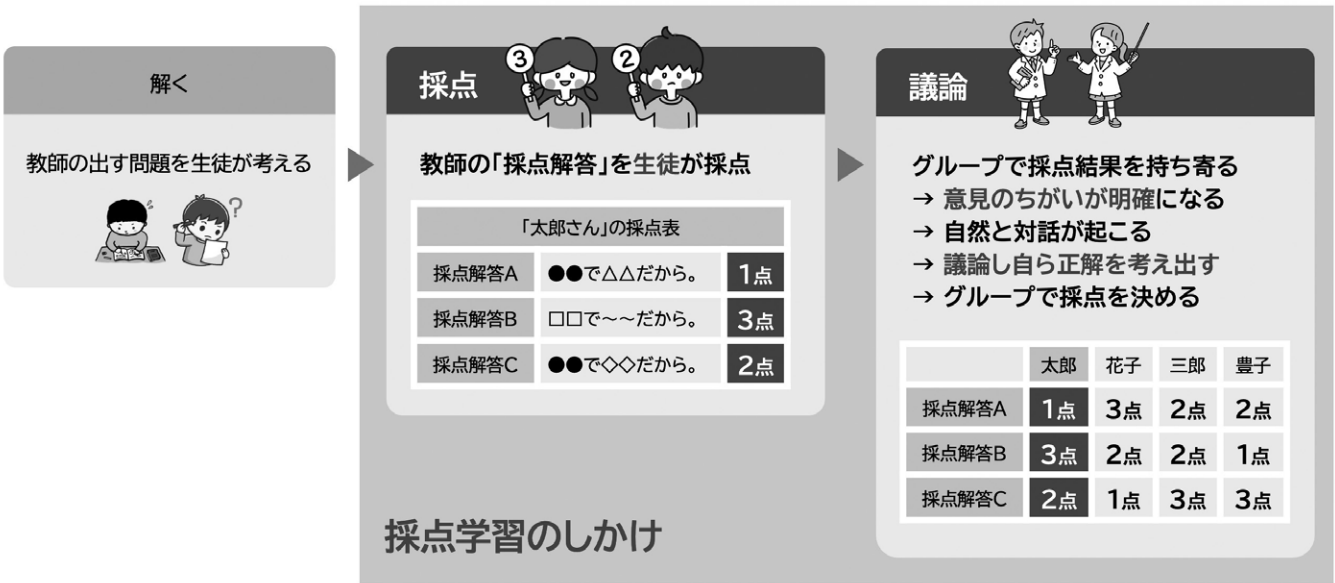 解く
教師の出す問題を生徒が考える
?
採点
3
2
教師の「採点解答」を生徒が採点
「太郎さん」の採点表
採点解答A ●●で△△だから。 1点
採点解答B □□で~~だから。 3点
採点解答C ●●で◇◇だから。 2点
議論
グループで採点結果を持ち寄る
→ 意見のちがいが明確になる
→ 自然と対話が起こる
→ 議論し自ら正解を考え出す
→ グループで採点を決める
太郎 花子 三郎 豊子
採点解答A 1点 3点 2点 2点
採点解答B 3点 2点 2点 1点
採点解答C 2点 1点 3点 3点
採点学習のしかけ